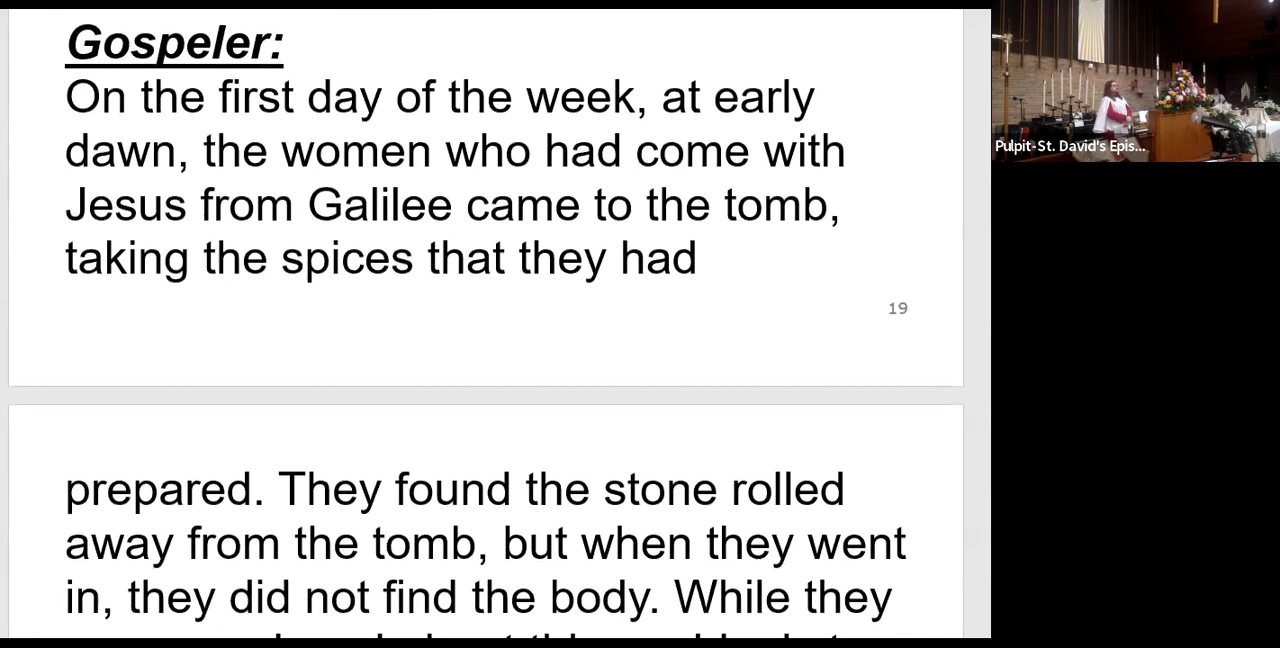 Gospeler:
On the first day of the week, at early
dawn, the women who had come with
Jesus from Galilee came to the tomb,
taking the spices that they had
19
prepared. They found the stone rolled
away from the tomb, but when they went
in, they did not find the body. While they
Pulpit-St. David's Epis...